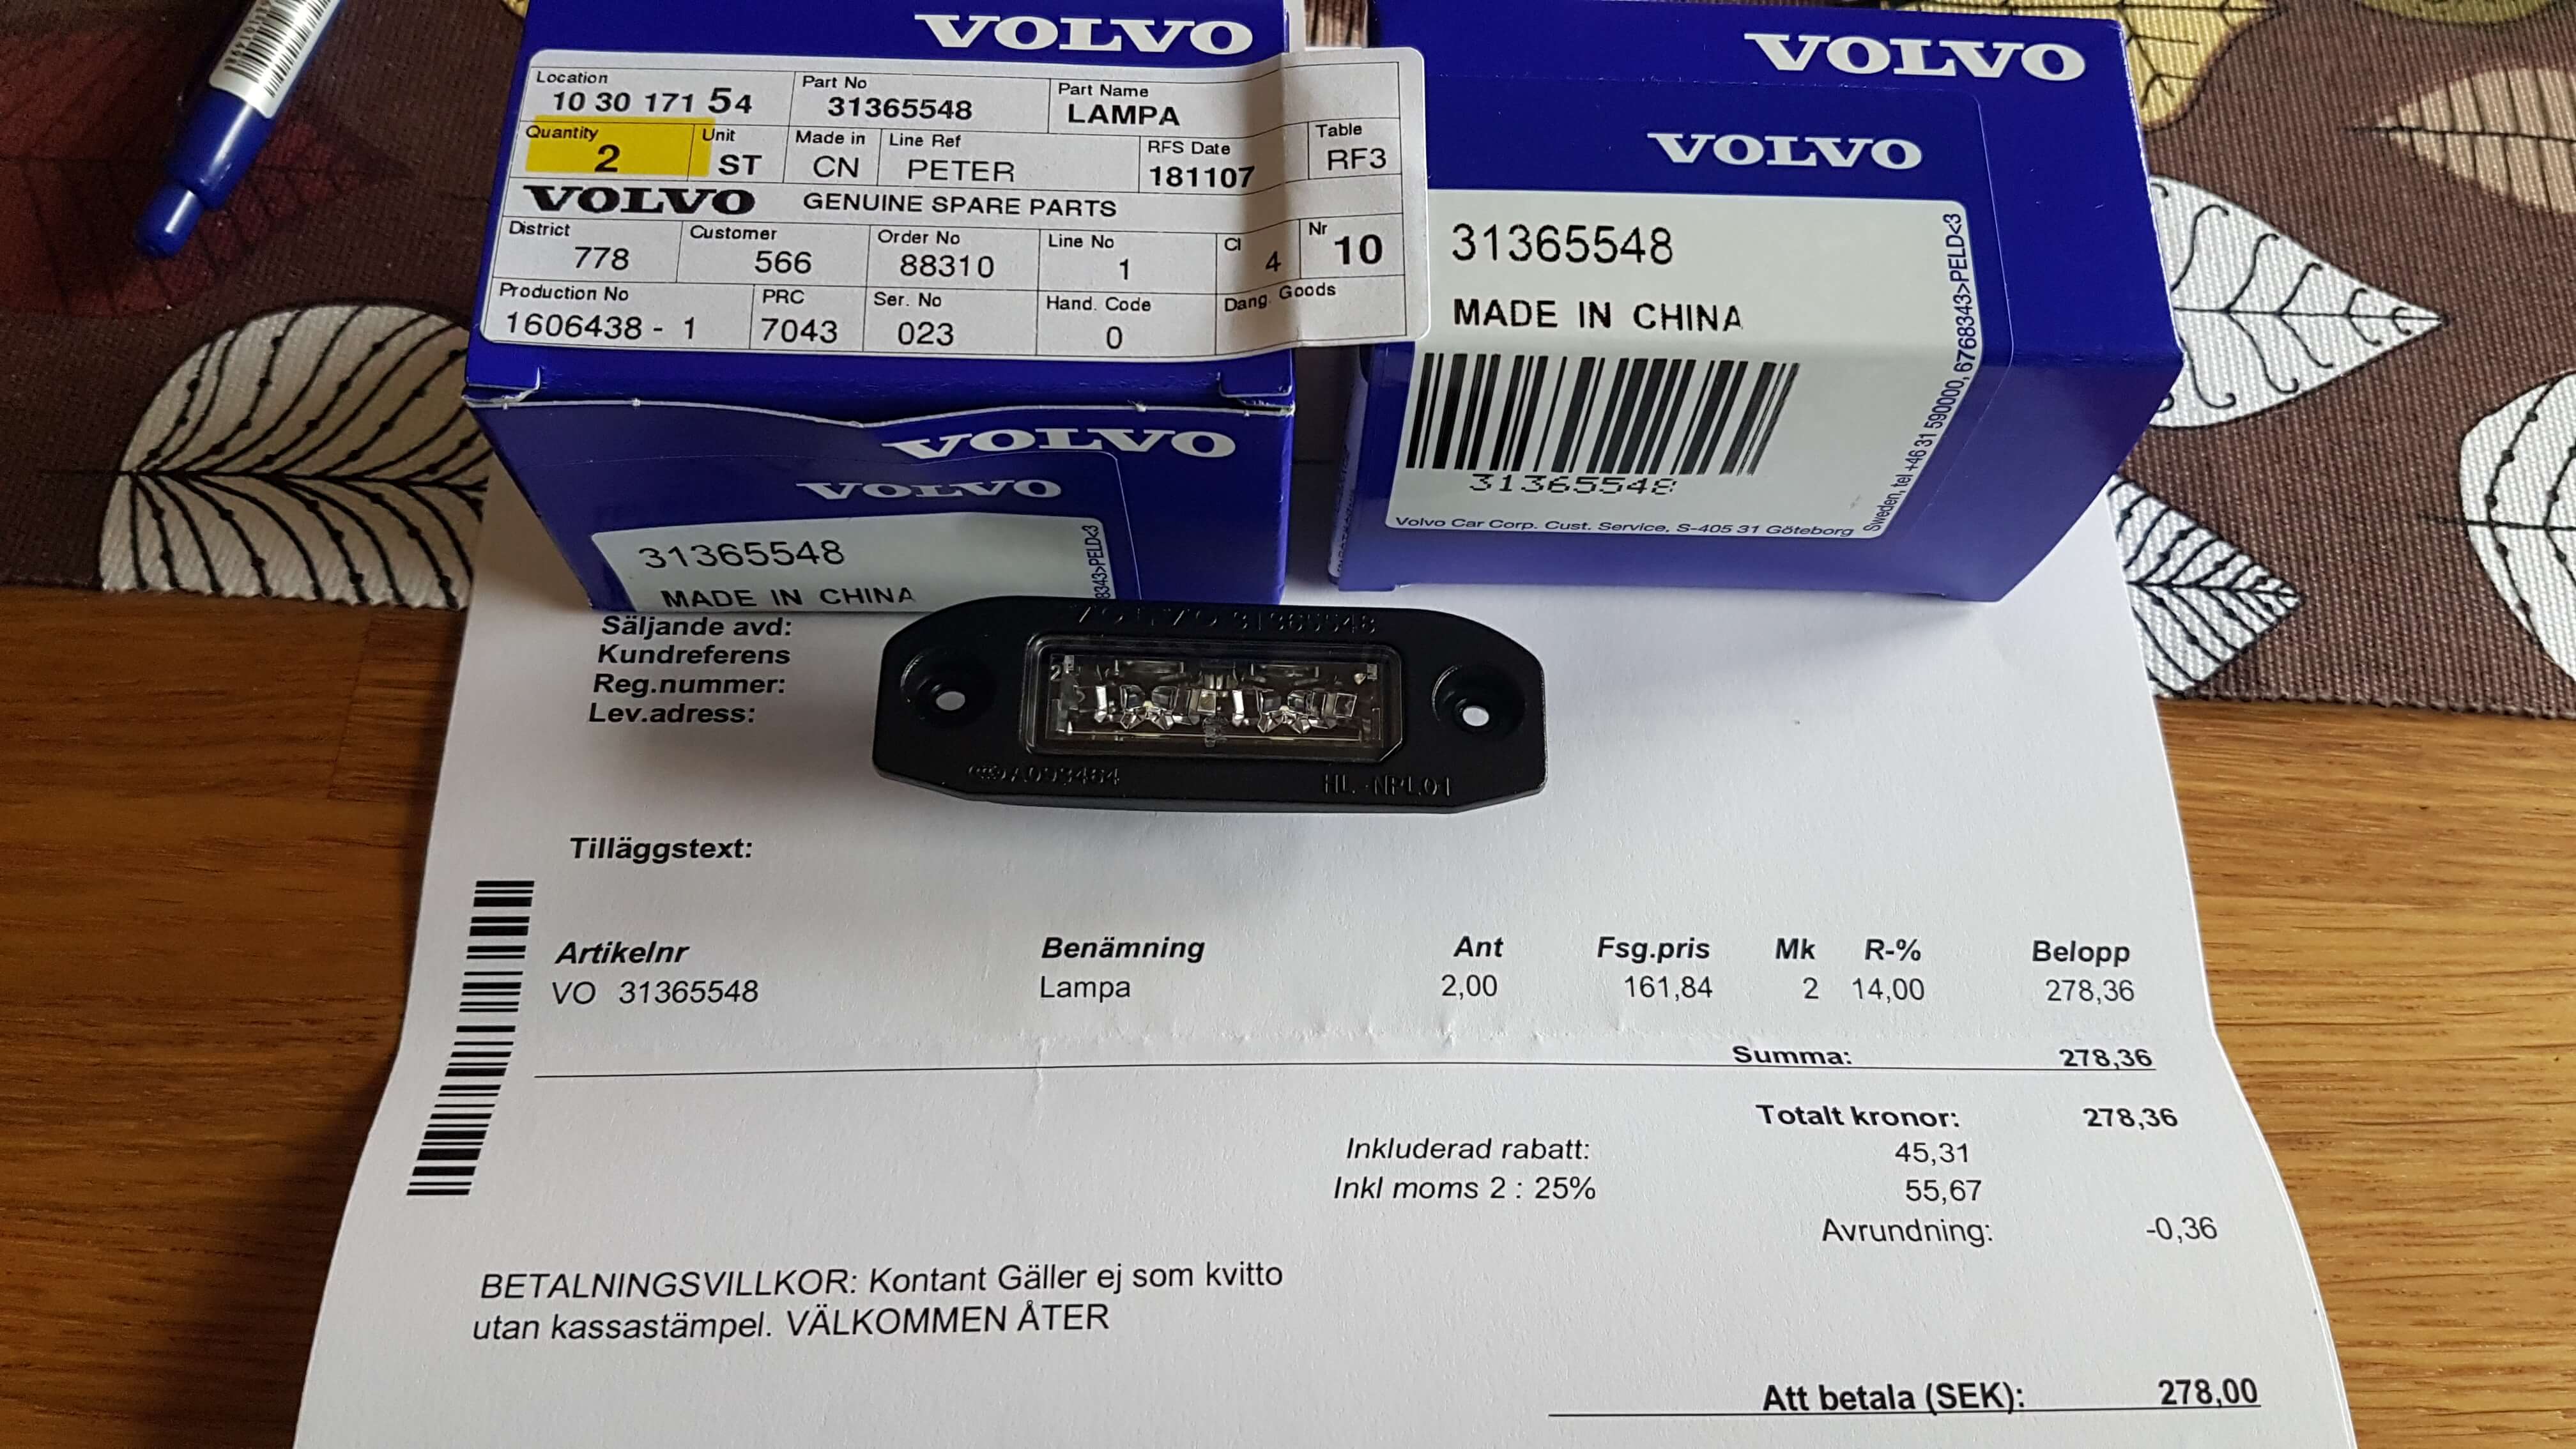 VOLVO
Location
10 30 171 54
Part No
31365548
Part Name
LAMPA
Quantity
2
Unit
ST
Made in
CN
Line Ref
PETER
RFS Date
181107
Table
RF3
VOLVO GENUINE SPARE PARTS
District
778
Customer
566
Order No
88310
Line No
1
Cl
4
Nr
10
Production No
1606438 - 1
PRC
7043
Ser. No
023
Hand. Code
0
Dang. Goods
VOLVO
VOLVO
31365548
MADE IN CHINA
8343>PELD<3
VOLVO
VOLVO
31365548
MADE IN CHINA
31365548
Volvo Car Corp. Cust. Service, S-405 31 Göteborg
Sweden, tel +46 31 590000, 6768343>PELD<3
VOLVO 31365548
A093464
HL-NPL01
Säljande avd:
Kundreferens
Reg.nummer:
Lev.adress:
Tilläggstext:
Artikelnr Benämning Ant Fsg.pris Mk R-% Belopp
VO 31365548 Lampa 2,00 161,84 2 14,00 278,36
Summa: 278,36
Totalt kronor: 278,36
Inkluderad rabatt: 45,31
Inkl moms 2 : 25% 55,67
Avrundning: -0,36
BETALNINGSVILLKOR: Kontant Gäller ej som kvitto
utan kassastämpel. VÄLKOMMEN ÅTER
Att betala (SEK): 278,00